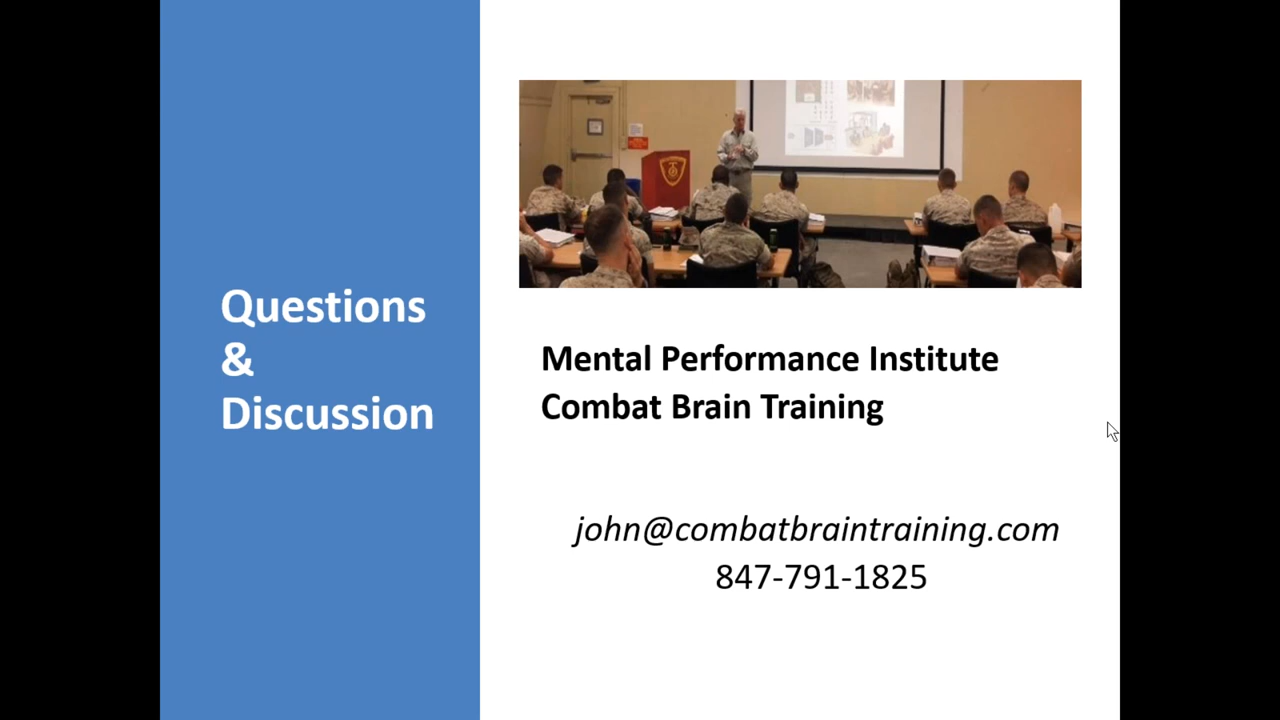 Questions
&
Discussion
Mental Performance Institute
Combat Brain Training
john@combatbraintraining.com
847-791-1825